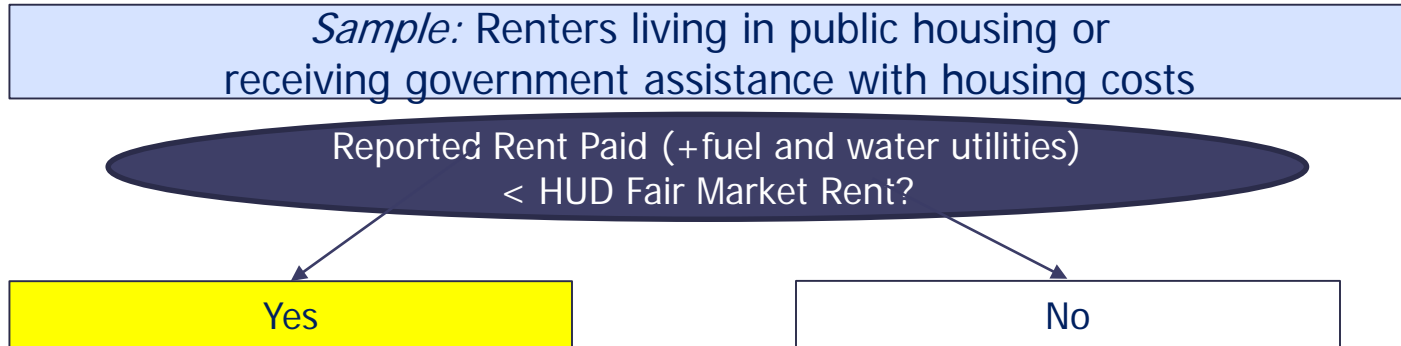 Sample: Renters living in public housing or
receiving government assistance with housing costs
Reported Rent Paid (+fuel and water utilities)
< HUD Fair Market Rent?
Yes
No